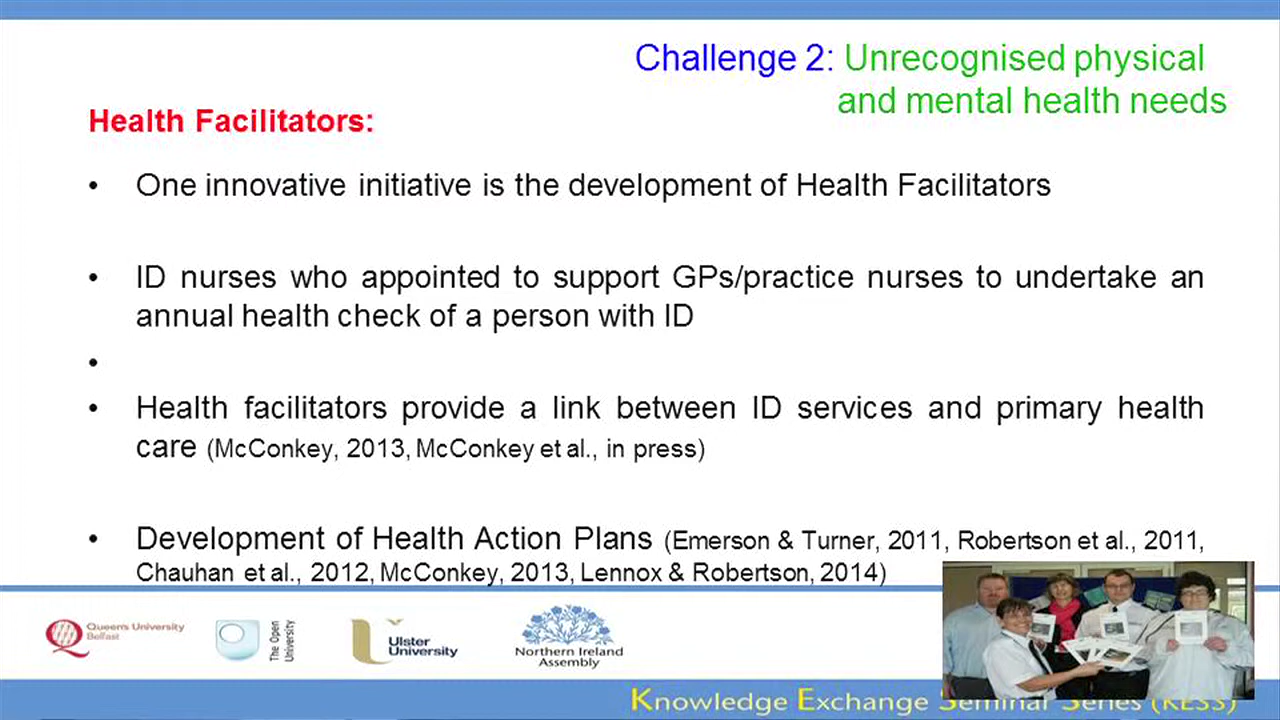 Challenge 2: Unrecognised physical
and mental health needs
Health Facilitators:
• One innovative initiative is the development of Health Facilitators
• ID nurses who appointed to support GPs/practice nurses to undertake an
annual health check of a person with ID
•
• Health facilitators provide a link between ID services and primary health
care (McConkey, 2013, McConkey et al., in press)
• Development of Health Action Plans (Emerson & Turner, 2011, Robertson et al., 2011,
Chauhan et al., 2012, McConkey, 2013, Lennox & Robertson, 2014)
Queen's University
Belfast
The Open
University
Ulster
University
Northern Ireland
Assembly
Knowledge Exchange Seminar Series (KESS)